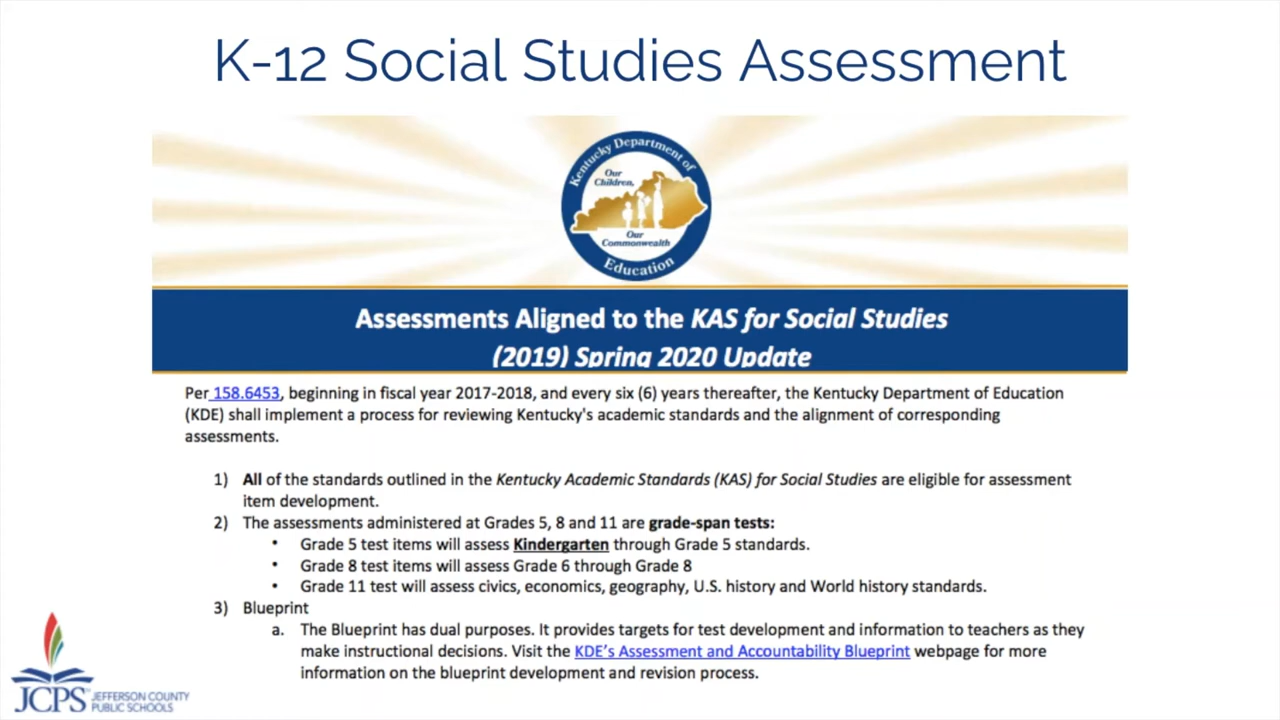 K-12 Social Studies Assessment
Kentucky Department of
Our
Children,
Our
Commonwealth
Education
Assessments Aligned to the KAS for Social Studies
(2019) Spring 2020 Update
Per 158.6453, beginning in fiscal year 2017-2018, and every six (6) years thereafter, the Kentucky Department of Education
(KDE) shall implement a process for reviewing Kentucky's academic standards and the alignment of corresponding
assessments.
1) All of the standards outlined in the Kentucky Academic Standards (KAS) for Social Studies are eligible for assessment
item development.
2) The assessments administered at Grades 5, 8 and 11 are grade-span tests:
• Grade 5 test items will assess Kindergarten through Grade 5 standards.
• Grade 8 test items will assess Grade 6 through Grade 8
• Grade 11 test will assess civics, economics, geography, U.S. history and World history standards.
3) Blueprint
a. The Blueprint has dual purposes. It provides targets for test development and information to teachers as they
make instructional decisions. Visit the KDE's Assessment and Accountability Blueprint webpage for more
information on the blueprint development and revision process.
JCPS JEFFERSON COUNTY
PUBLIC SCHOOLS